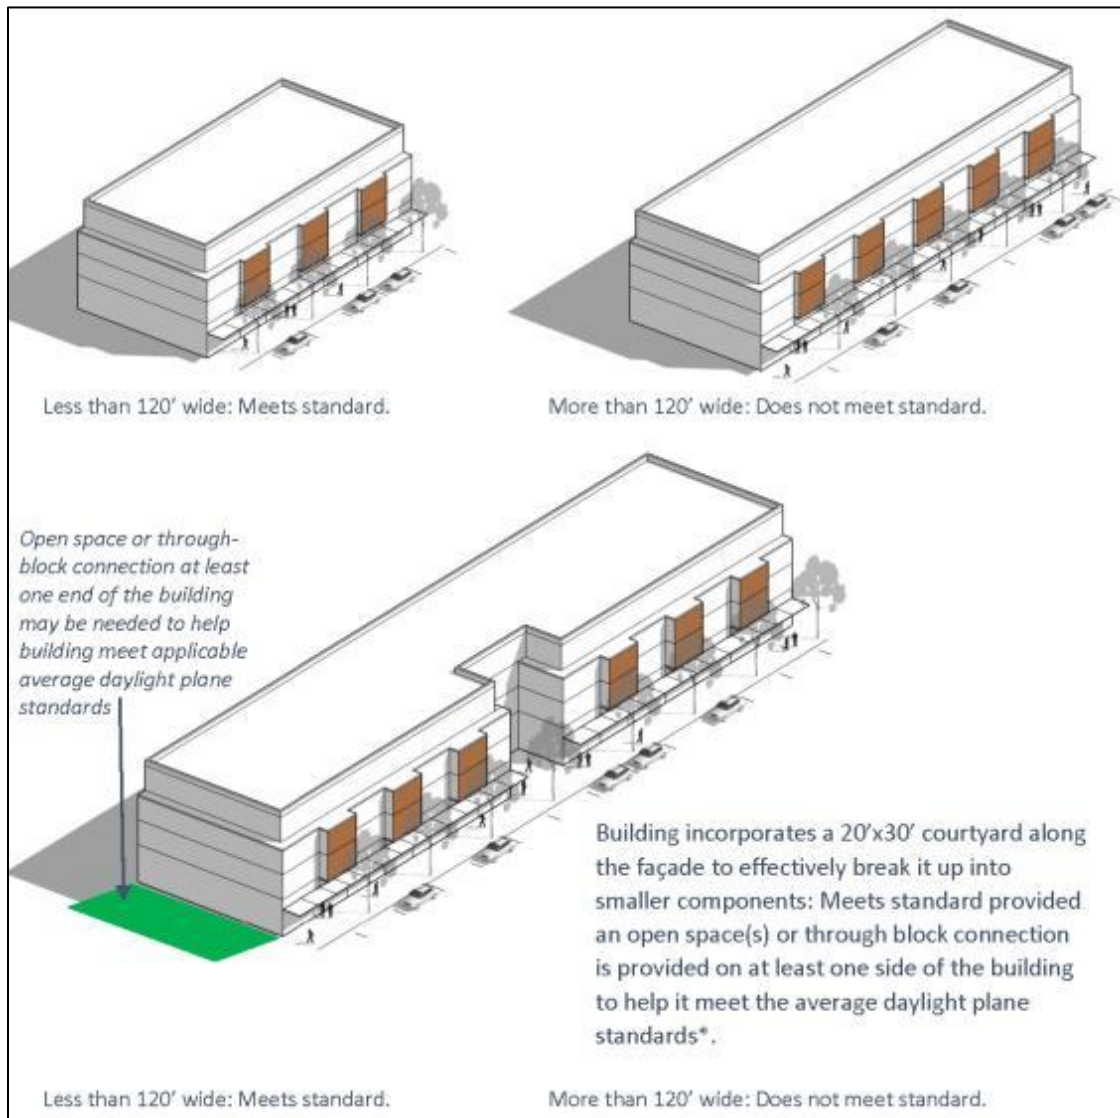 Less than 120’ wide: Meets standard.
More than 120’ wide: Does not meet standard.
Open space or through-
block connection at least
one end of the building
may be needed to help
building meet applicable
average daylight plane
standards
Building incorporates a 20’x30’ courtyard along
the façade to effectively break it up into
smaller components: Meets standard provided
an open space(s) or through block connection
is provided on at least one side of the building
to help it meet the average daylight plane
standards*.
Less than 120’ wide: Meets standard.
More than 120’ wide: Does not meet standard.